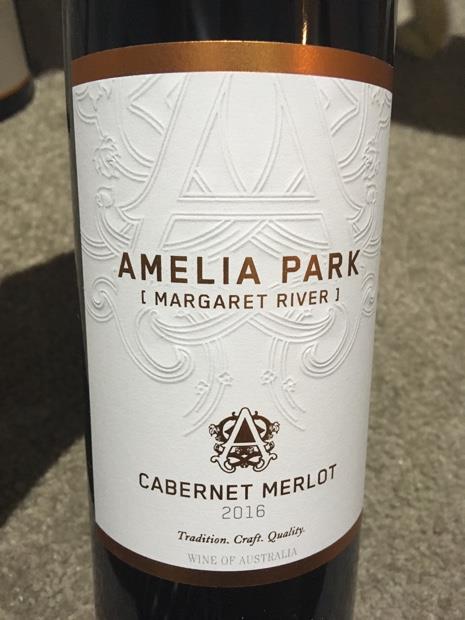 AMELIA PARK
[ MARGARET RIVER ]
A
CABERNET MERLOT
2016
Tradition. Craft. Quality.
WINE OF AUSTRALIA